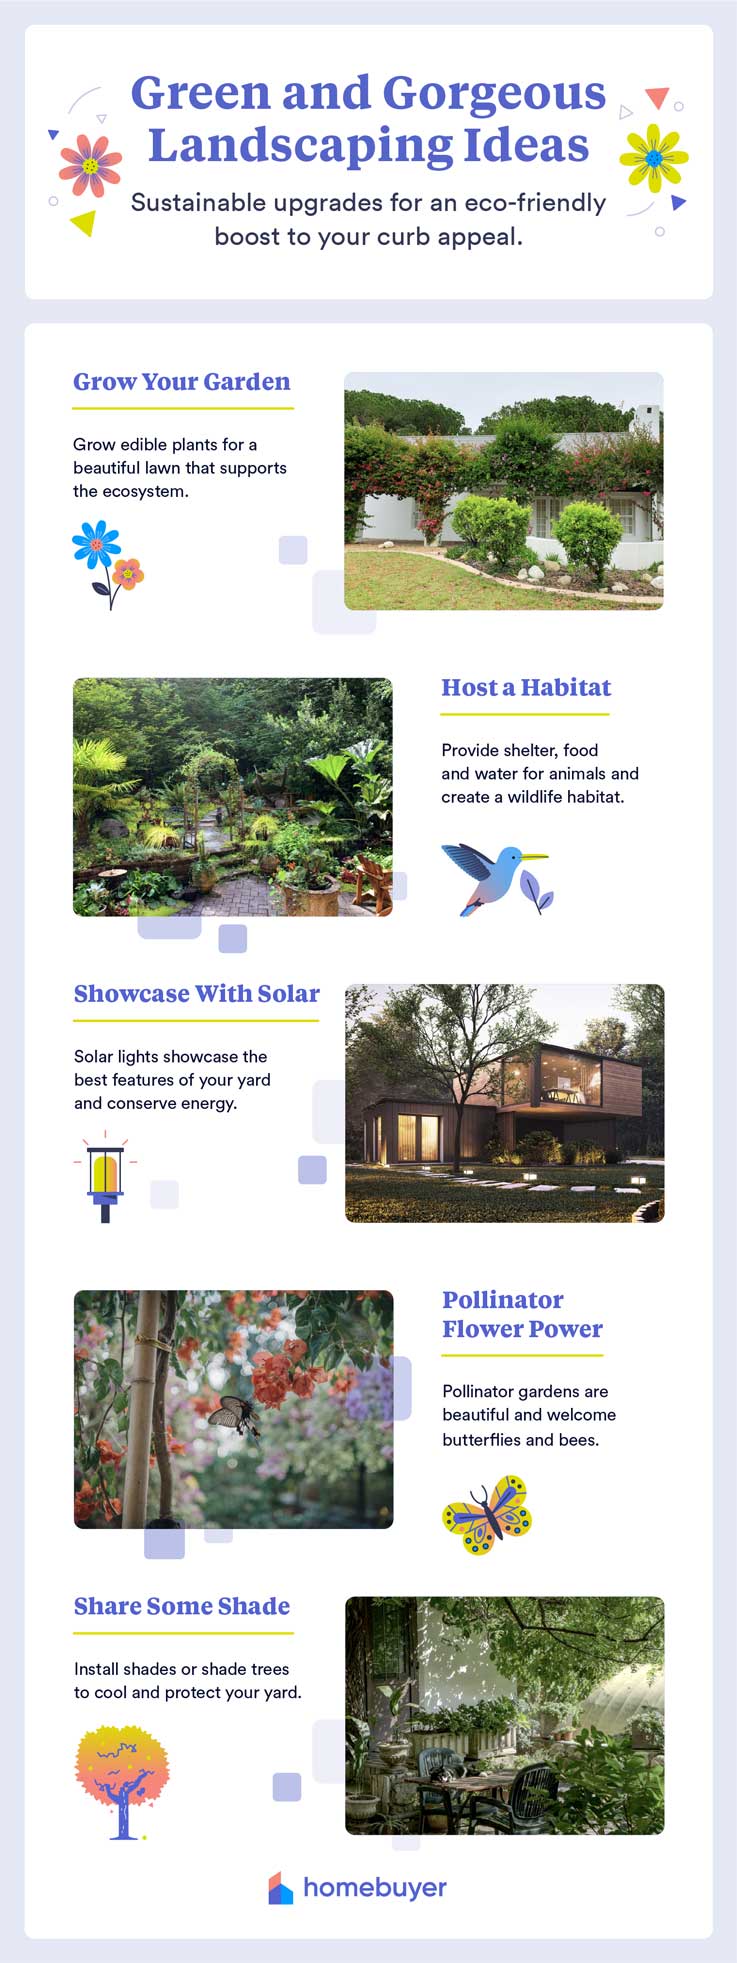 Green and Gorgeous
Landscaping Ideas
Sustainable upgrades for an eco-friendly
boost to your curb appeal.
Grow Your Garden
Grow edible plants for a
beautiful lawn that supports
the ecosystem.
Host a Habitat
Provide shelter, food
and water for animals and
create a wildlife habitat.
Showcase With Solar
Solar lights showcase the
best features of your yard
and conserve energy.
Pollinator
Flower Power
Pollinator gardens are
beautiful and welcome
butterflies and bees.
Share Some Shade
Install shades or shade trees
to cool and protect your yard.
homebuyer